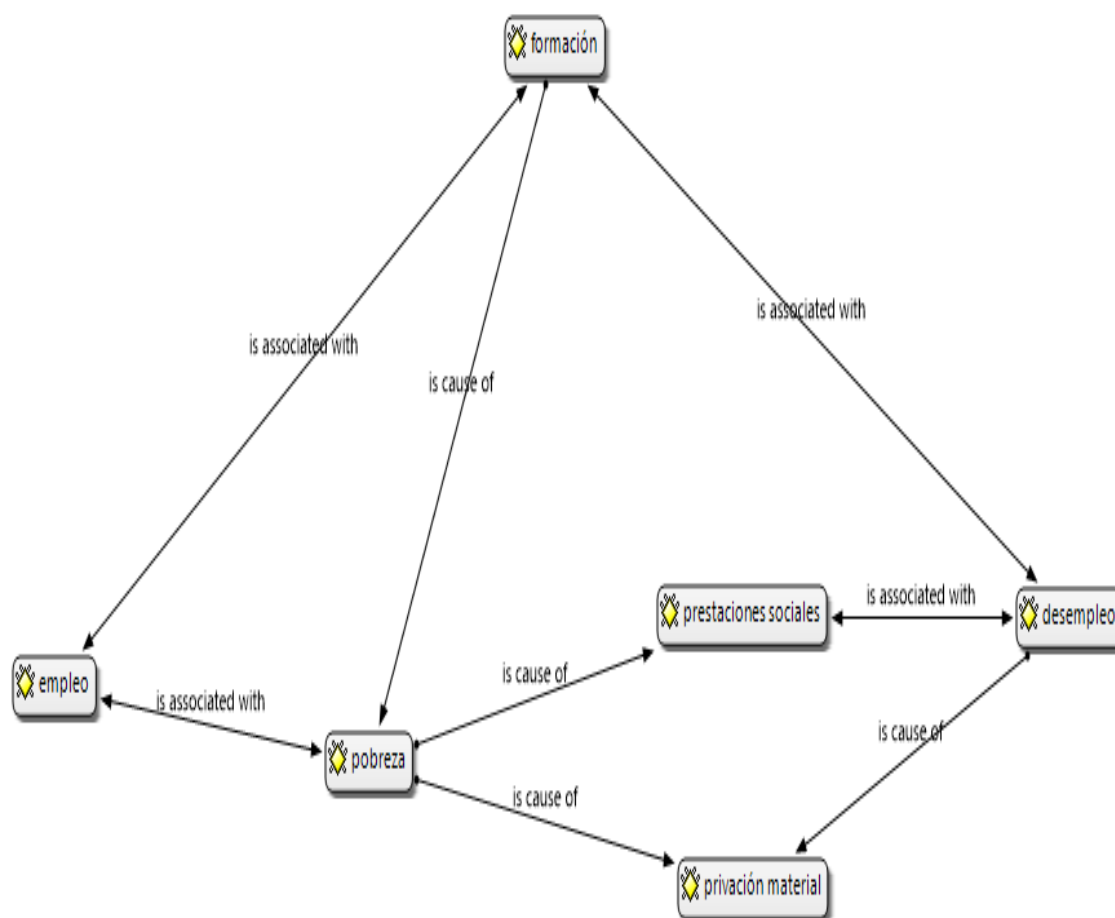 formación
is associated with
is associated with
is cause of
prestaciones sociales
is associated with
desempleo
empleo
is associated with
is cause of
is cause of
pobreza
is cause of
privación material